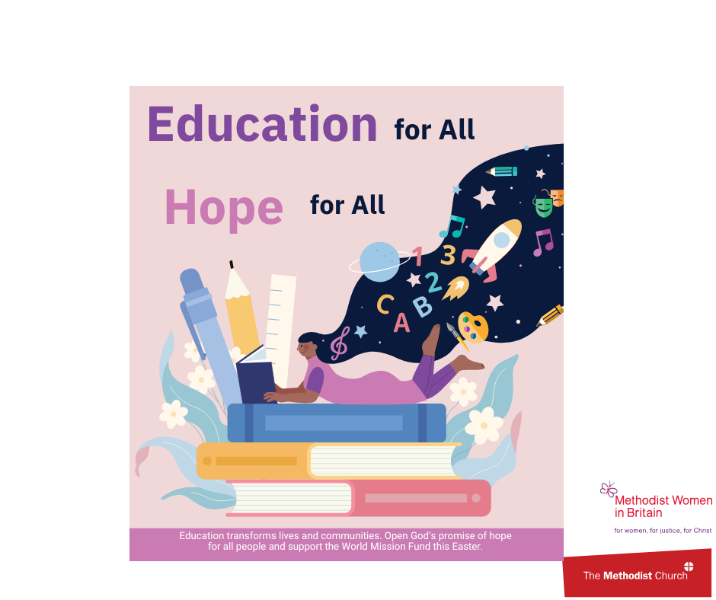 Education for All
Hope for All
1
3
2
C
B
A
Education transforms lives and communities. Open God's promise of hope
for all people and support the World Mission Fund this Easter.
Methodist Women
in Britain
for women, for justice, for Christ
The Methodist Church